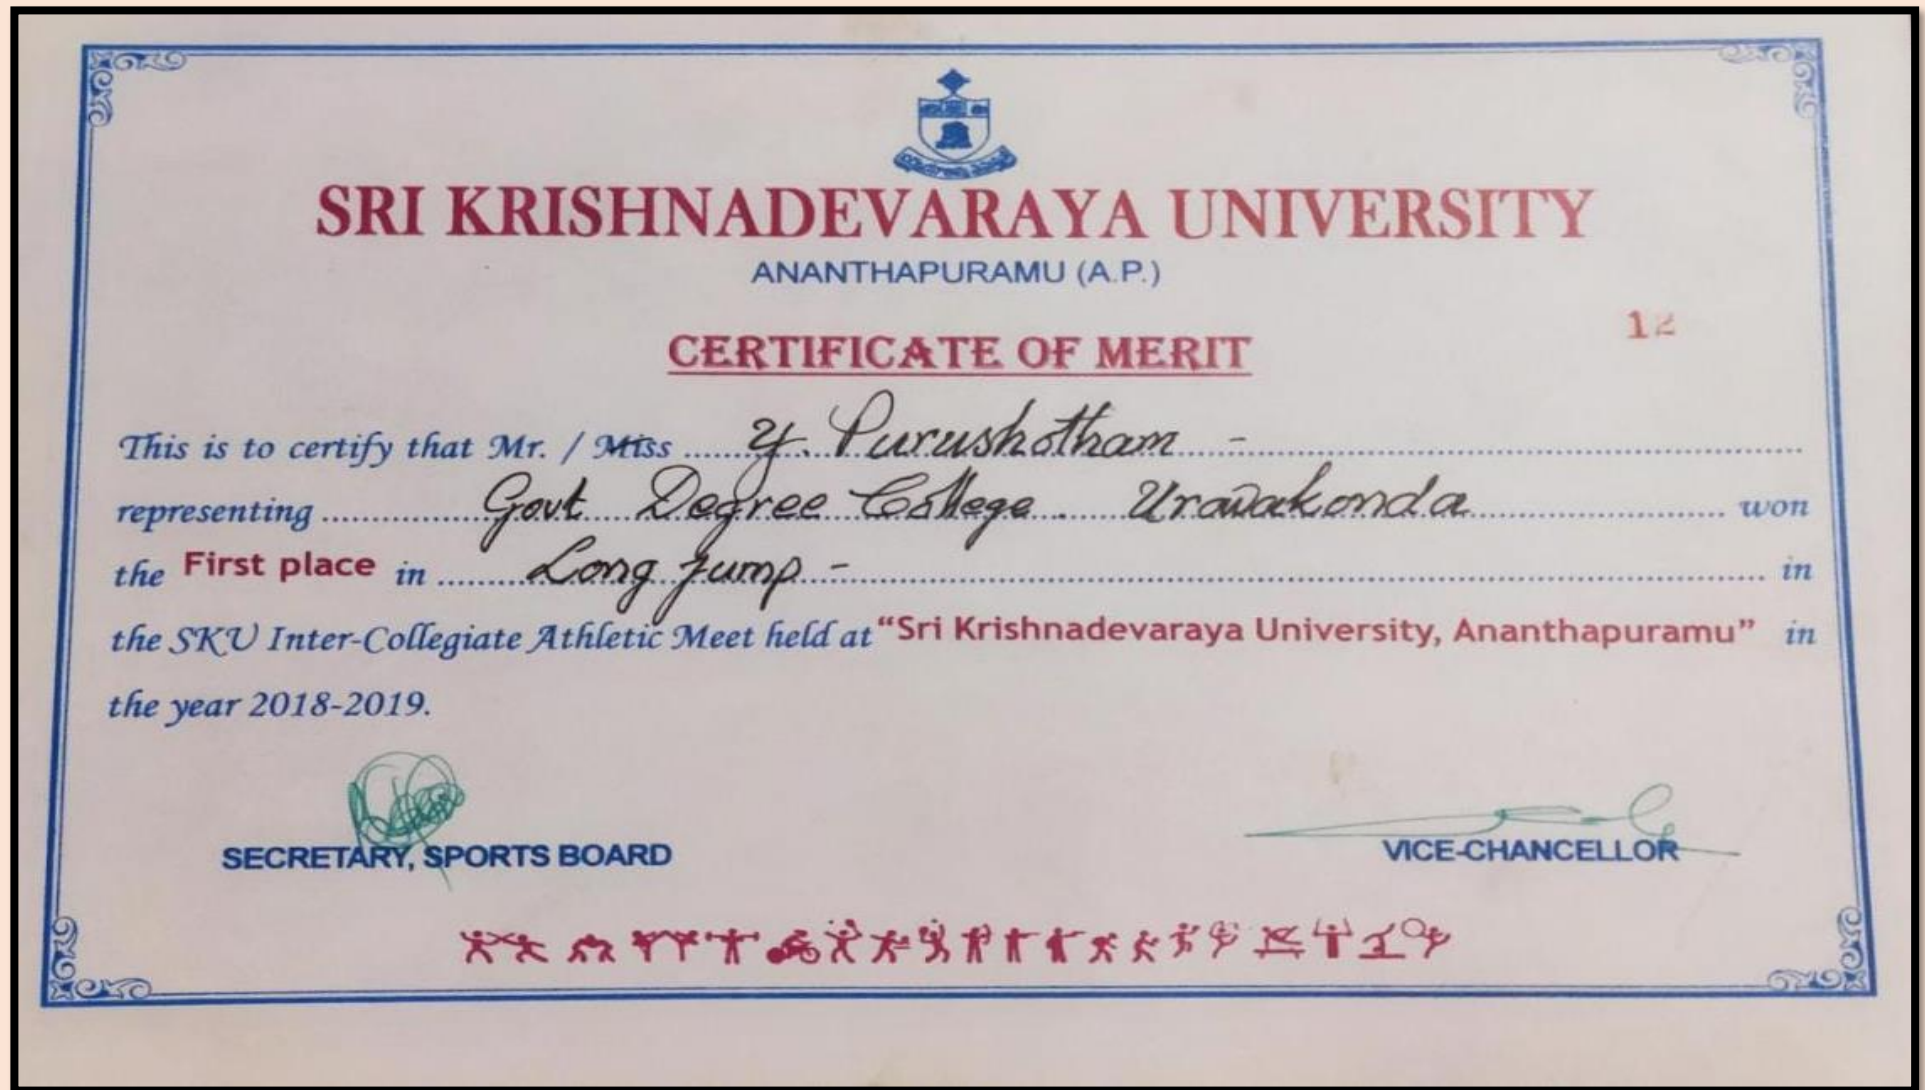 SRI KRISHNADEVARAYA UNIVERSITY
ANANTHAPURAMU (A.P.)
12
CERTIFICATE OF MERIT
This is to certify that Mr. / Miss ..... Y. Purushotham -
representing ..... Govt Degree College. Uravakonda ..... won
the First place in ..... Long jump - ..... in
the SKU Inter-Collegiate Athletic Meet held at "Sri Krishnadevaraya University, Ananthapuramu" in
the year 2018-2019.
SECRETARY, SPORTS BOARD
VICE-CHANCELLOR